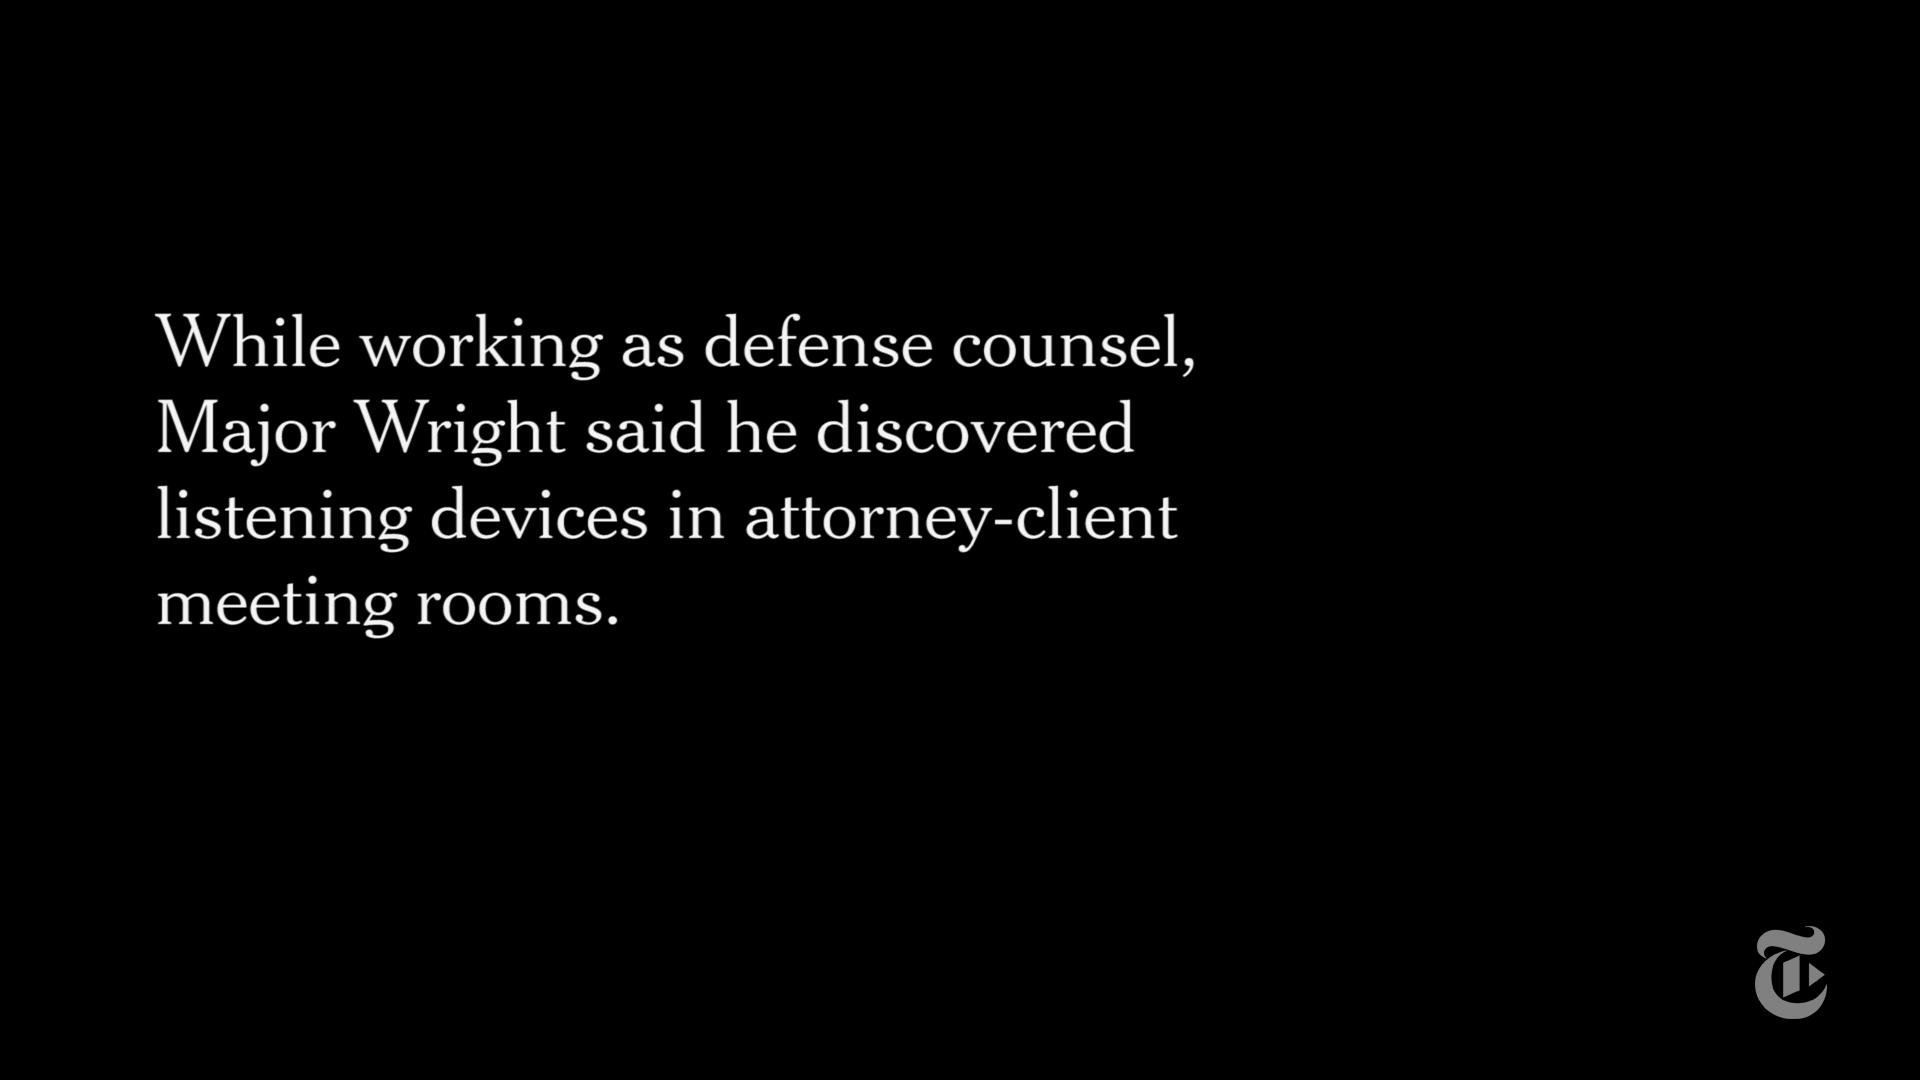 While working as defense counsel,
Major Wright said he discovered
listening devices in attorney-client
meeting rooms.
T